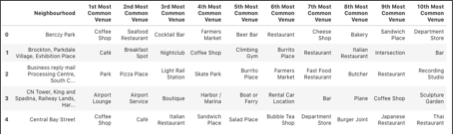 Neighbourhood 1st Most Common Venue 2nd Most Common Venue 3rd Most Common Venue 4th Most Common Venue 5th Most Common Venue 6th Most Common Venue 7th Most Common Venue 8th Most Common Venue 9th Most Common Venue 10th Most Common Venue
0 Berczy Park Coffee Shop Seafood Restaurant Cocktail Bar Farmers Market Beer Bar Restaurant Cheese Shop Bakery Sandwich Place Department Store
1 Brockton, Parkdale Village, Exhibition Place Café Breakfast Spot Nightclub Coffee Shop Climbing Gym Burrito Place Restaurant Italian Restaurant Intersection Bar
2 Business reply mail Processing Centre, South C... Park Pizza Place Light Rail Station Skate Park Burrito Place Farmers Market Fast Food Restaurant Butcher Restaurant Recording Studio
3 CN Tower, King and Spadina, Railway Lands, Har... Airport Lounge Airport Service Boutique Harbor / Marina Boat or Ferry Rental Car Location Bar Plane Coffee Shop Sculpture Garden
4 Central Bay Street Coffee Shop Café Italian Restaurant Sandwich Place Salad Place Bubble Tea Shop Department Store Burger Joint Japanese Restaurant Thai Restaurant